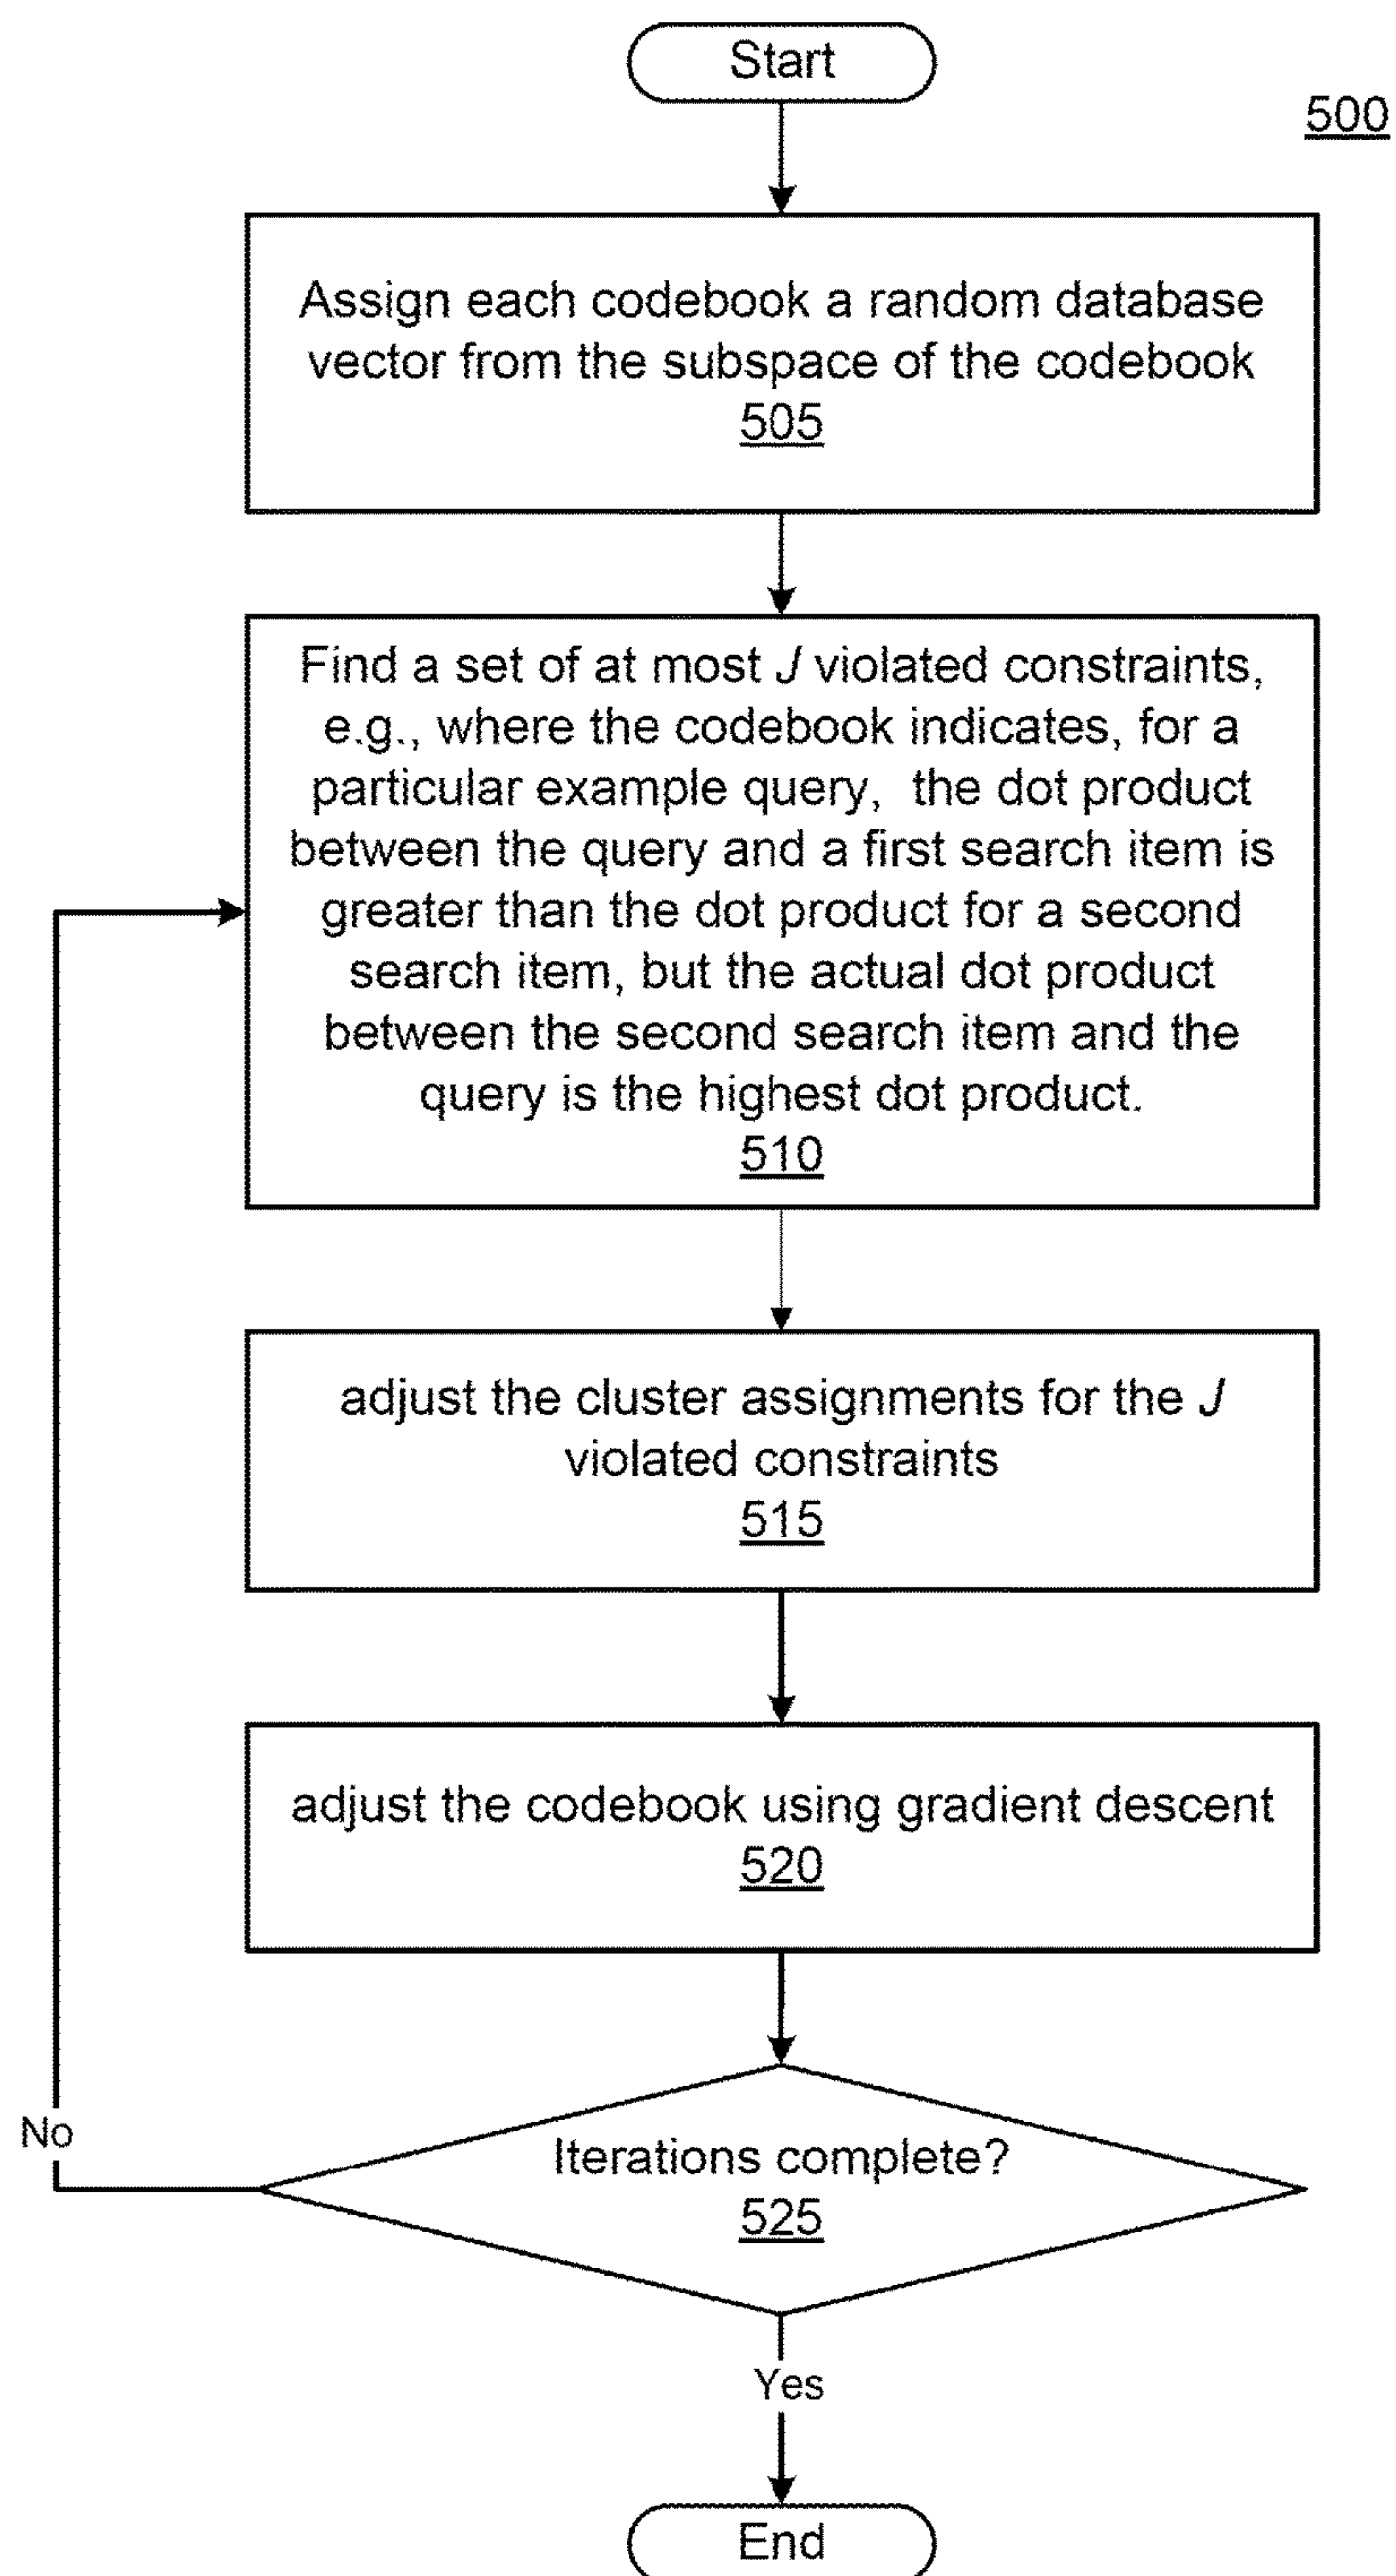 Start
500
Assign each codebook a random database
vector from the subspace of the codebook
505
Find a set of at most J violated constraints,
e.g., where the codebook indicates, for a
particular example query, the dot product
between the query and a first search item is
greater than the dot product for a second
search item, but the actual dot product
between the second search item and the
query is the highest dot product.
510
adjust the cluster assignments for the J
violated constraints
515
adjust the codebook using gradient descent
520
Iterations complete?
525
No
Yes
End